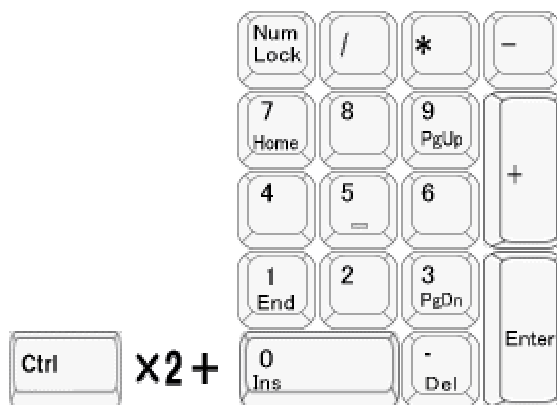 Num Lock / * -
7 Home 8 9 PgUp +
4 5 6
1 End 2 3 PgDn Enter
Ctrl ×2+ 0 Ins - Del